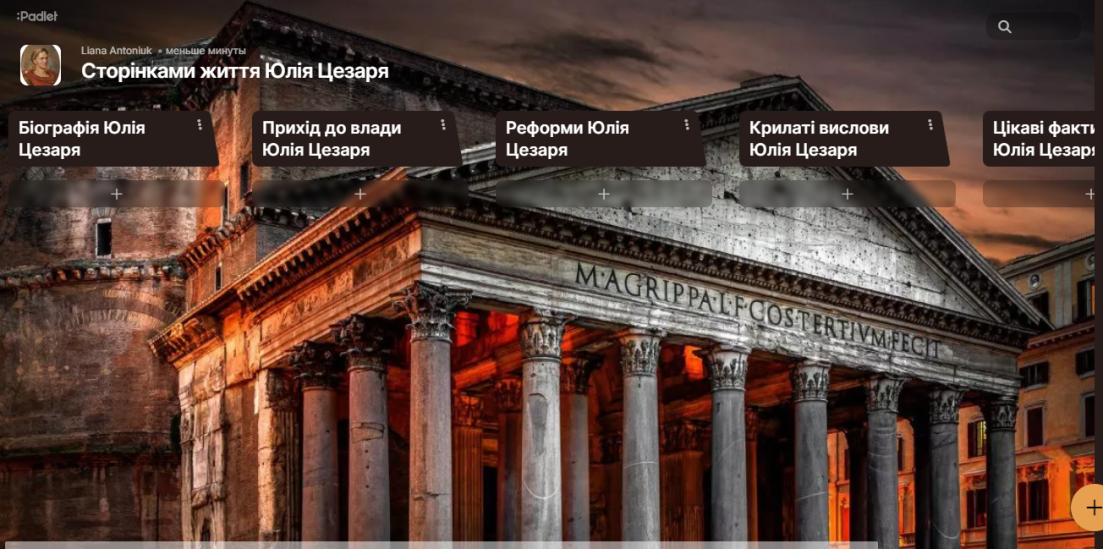 :Padlet
Liana Antoniuk • меньше минуты
Сторінками життя Юлія Цезаря
Біографія Юлія
Цезаря
Прихід до влади
Юлія Цезаря
Реформи Юлія
Цезаря
Крилаті вислови
Юлія Цезаря
Цікаві факти
Юлія Цезаря
M·AGRIPPA·L·F·COS·TERTIVM·FECIT